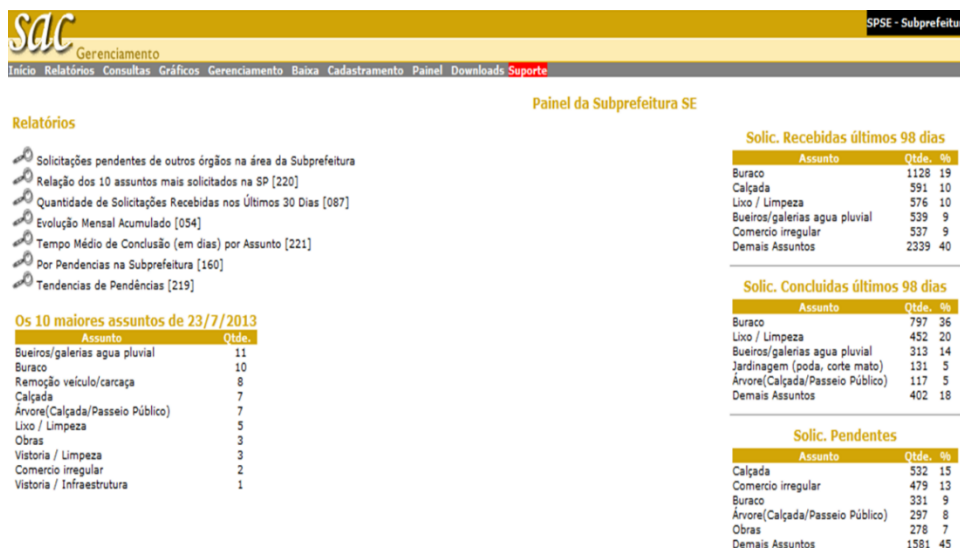 sac Gerenciamento
SPSE - Subprefeitu
Início Relatórios Consultas Gráficos Gerenciamento Baixa Cadastramento Painel Downloads Suporte
Painel da Subprefeitura SE
Relatórios
Solicitações pendentes de outros órgãos na área da Subprefeitura
Relação dos 10 assuntos mais solicitados na SP [220]
Quantidade de Solicitações Recebidas nos Últimos 30 Dias [087]
Evolução Mensal Acumulado [054]
Tempo Médio de Conclusão (em dias) por Assunto [221]
Por Pendencias na Subprefeitura [160]
Tendencias de Pendências [219]
Os 10 maiores assuntos de 23/7/2013
Assunto Qtde.
Bueiros/galerias agua pluvial 11
Buraco 10
Remoção veículo/carcaça 8
Calçada 7
Árvore(Calçada/Passeio Público) 7
Lixo / Limpeza 5
Obras 3
Vistoria / Limpeza 3
Comercio irregular 2
Vistoria / Infraestrutura 1
Solic. Recebidas últimos 98 dias
Assunto Qtde. %
Buraco 1128 19
Calçada 591 10
Lixo / Limpeza 576 10
Bueiros/galerias agua pluvial 539 9
Comercio irregular 537 9
Demais Assuntos 2339 40
Solic. Concluidas últimos 98 dias
Assunto Qtde. %
Buraco 797 36
Lixo / Limpeza 452 20
Bueiros/galerias agua pluvial 313 14
Jardinagem (poda, corte mato) 131 5
Árvore(Calçada/Passeio Público) 117 5
Demais Assuntos 402 18
Solic. Pendentes
Assunto Qtde. %
Calçada 532 15
Comercio irregular 479 13
Buraco 331 9
Árvore(Calçada/Passeio Público) 297 8
Obras 278 7
Demais Assuntos 1581 45